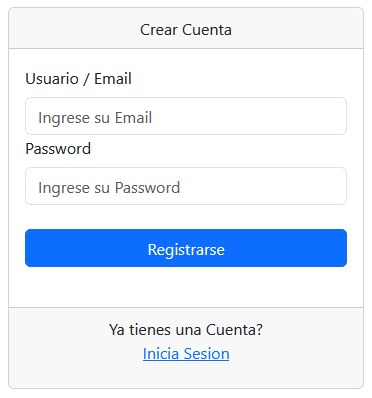 Crear Cuenta
Usuario / Email
Ingrese su Email
Password
Ingrese su Password
Registrarse
Ya tienes una Cuenta?
Inicia Sesion